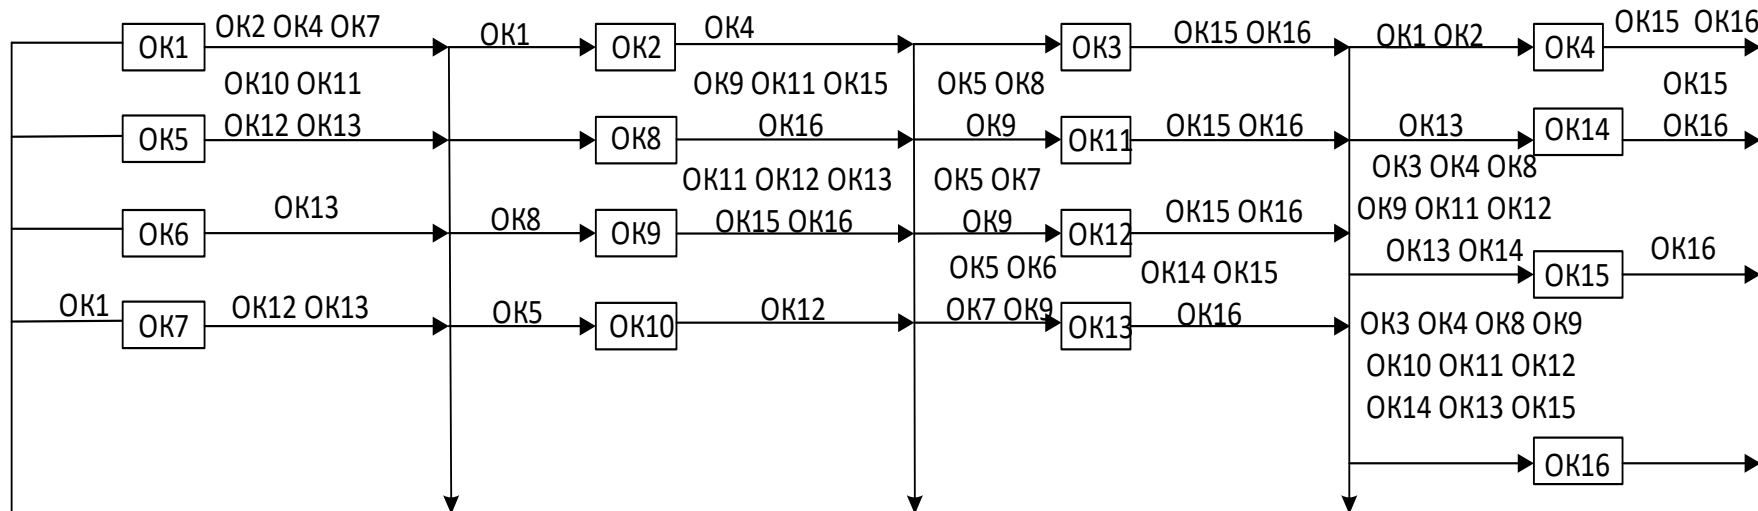 ОК1
ОК2 ОК4 ОК7
ОК1
ОК2
ОК4
ОК3
ОК15 ОК16
ОК1 ОК2
ОК4
ОК15 ОК16
ОК5
ОК10 ОК11
ОК12 ОК13
ОК8
ОК9 ОК11 ОК15
ОК16
ОК5 ОК8
ОК9
ОК11
ОК15 ОК16
ОК13
ОК14
ОК15
ОК16
ОК6
ОК13
ОК8
ОК9
ОК11 ОК12 ОК13
ОК15 ОК16
ОК5 ОК7
ОК9
ОК12
ОК15 ОК16
ОК3 ОК4 ОК8
ОК9 ОК11 ОК12
ОК13 ОК14
ОК15
ОК16
ОК1
ОК7
ОК12 ОК13
ОК5
ОК10
ОК12
ОК5 ОК6
ОК7 ОК9
ОК13
ОК14 ОК15
ОК16
ОК3 ОК4 ОК8 ОК9
ОК10 ОК11 ОК12
ОК14 ОК13 ОК15
ОК16